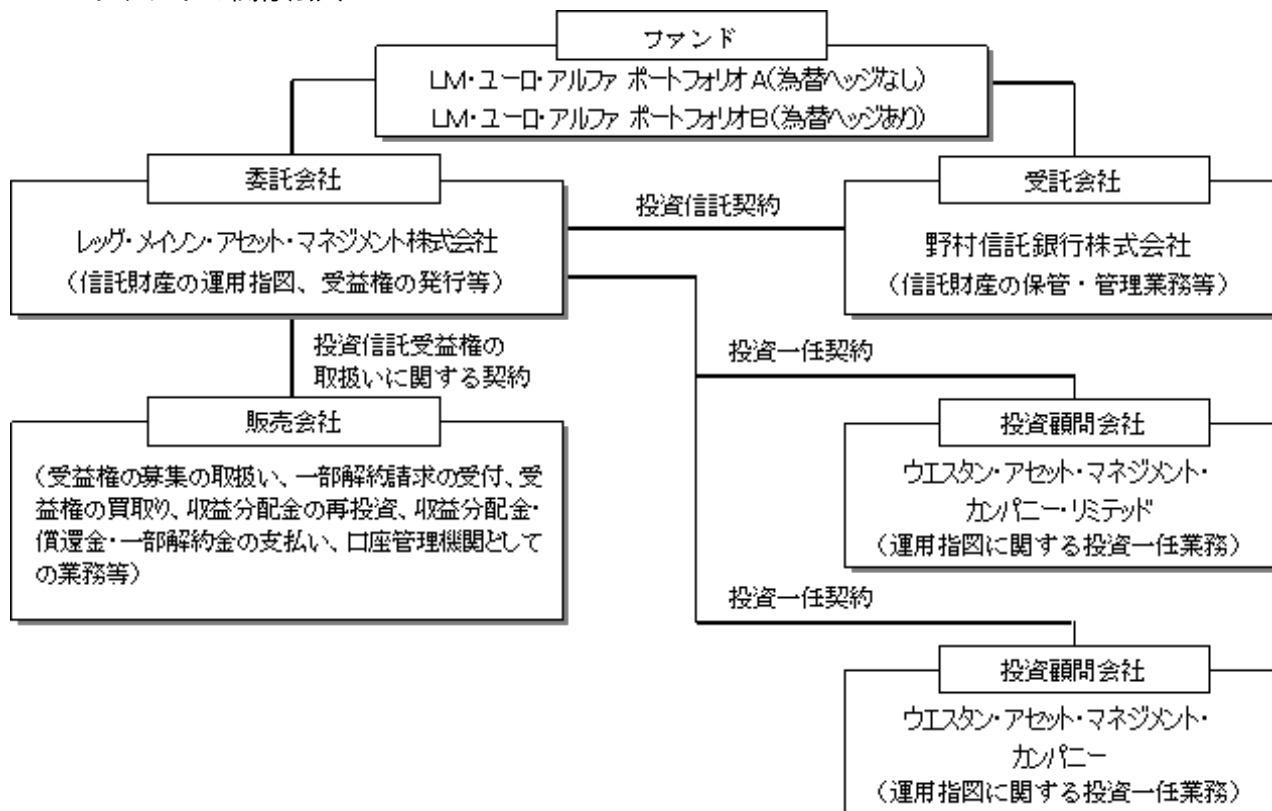 ファンド
LM・ユーロ・アルファ ポートフォリオA(為替ヘッジなし)
LM・ユーロ・アルファ ポートフォリオB(為替ヘッジあり)
委託会社
レッグ・メイソン・アセット・マネジメント株式会社
（信託財産の運用指図、受益権の発行等）
投資信託契約
受託会社
野村信託銀行株式会社
（信託財産の保管・管理業務等）
投資信託受益権の
取扱いに関する契約
投資一任契約
販売会社
（受益権の募集の取扱い、一部解約請求の受付、受
益権の買取り、収益分配金の再投資、収益分配金・
償還金・一部解約金の支払い、口座管理機関として
の業務等）
投資顧問会社
ウエスタン・アセット・マネジメント・
カンパニー・リミテッド
（運用指図に関する投資一任業務）
投資一任契約
投資顧問会社
ウエスタン・アセット・マネジメント・
カンパニー
（運用指図に関する投資一任業務）